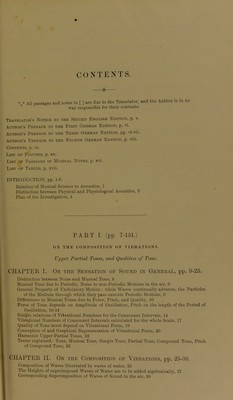 CONTENTS.
*** All passages and notes in [ ] are due to the Translator, and the Author is in no
way responsible for their contents.
Translator's Notice to the Second English Edition, p. v.
Author's Preface to the First German Edition, p. vi.
Author's Preface to the Third German Edition, pp. vi-vii.
Author's Preface to the Fourth German Edition, p. viii.
Contents, p. ix.
List of Figures, p. xv.
List of Passages in Musical Notes, p. xvi.
List of Tables, p. xvii.
INTRODUCTION, pp. 1-6.
Relation of Musical Science to Acoustics, 1
Distinction between Physical and Physiological Acoustics, 3
Plan of the Investigation, 4
PART I. (pp. 7-151.)
ON THE COMPOSITION OF VIBRATIONS.
Upper Partial Tones, and Qualities of Tone.
CHAPTER I. On the Sensation of Sound in General, pp. 8-25.
Distinction between Noise and Musical Tone, 8
Musical Tone due to Periodic, Noise to non-Periodic Motions in the air, 8
General Property of Undulatory Motion: while Waves continually advance, the Particles
of the Medium through which they pass execute Periodic Motions, 9
Differences in Musical Tones due to Force, Pitch, and Quality, 10
Force of Tone depends on Amplitude of Oscillation, Pitch on the length of the Period of
Oscillation, 10-14
Simple relations of Vibrational Numbers for the Consonant Intervals, 14
Vibrational Numbers of Consonant Intervals calculated for the whole Scale, 17
Quality of Tone must depend on Vibrational Form, 19
Conception of and Graphical Representation of Vibrational Form, 20
Harmonic Upper Partial Tones, 22
Terms explained: Tone, Musical Tone, Simple Tone, Partial Tone, Compound Tone, Pitch
of Compound Tone, 23
CHAPTER II. On the Composition of Vibrations, pp. 25-36.
Composition of Waves illustrated by waves of water, 25
The Heights of superimposed Waves of Water are to be added algebraically, 27
Corresponding Superimposition of Waves of Sound in the air, 28